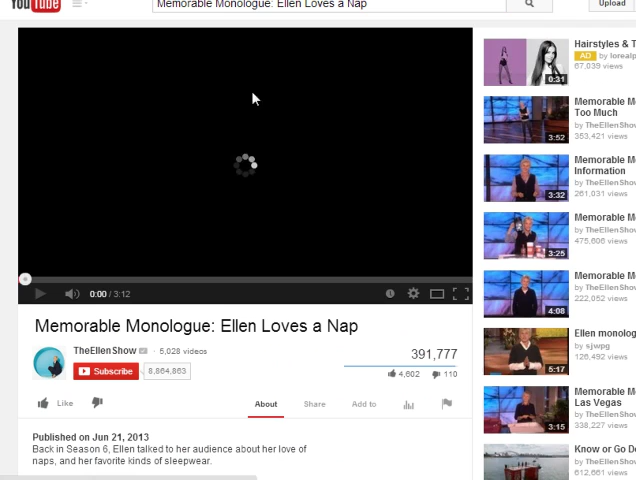 YouTube
Memorable Monologue: Ellen Loves a Nap
Upload
0:00 / 3:12
Memorable Monologue: Ellen Loves a Nap
TheEllenShow · 5,028 videos
Subscribe 8,864,863
391,777
4,602 110
Like
About Share Add to
Published on Jun 21, 2013
Back in Season 6, Ellen talked to her audience about her love of
naps, and her favorite kinds of sleepwear.
0:31
Hairstyles & T
AD by lorealp
67,039 views
3:52
Memorable Mo
Too Much
by TheEllenShow
353,421 views
3:32
Memorable M
Information
by TheEllenShow
261,031 views
3:25
Memorable M
by TheEllenShow
475,606 views
4:08
Memorable M
by TheEllenShow
222,052 views
5:17
Ellen monolog
by sjwpg
126,492 views
3:15
Memorable M
Las Vegas
by TheEllenShow
338,227 views
Know or Go D
by TheEllenShow
612,661 views